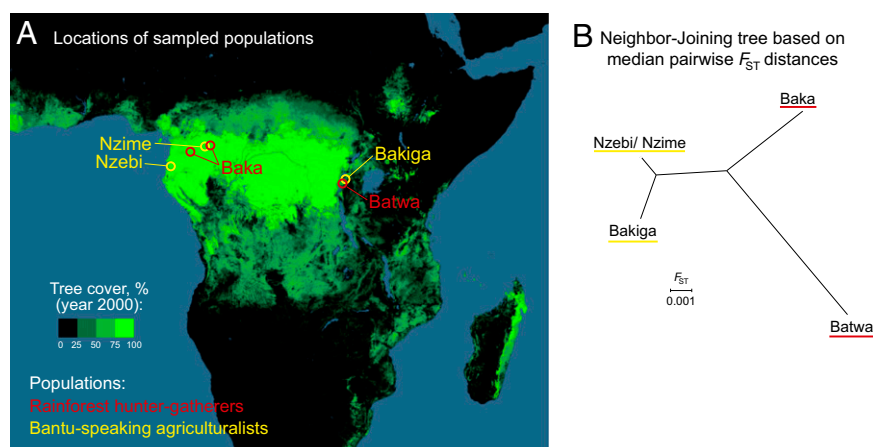 A Locations of sampled populations
Nzime
Nzebi
Baka
Bakiga
Batwa
Tree cover, %
(year 2000):
0 25 50 75 100
Populations:
Rainforest hunter-gatherers
Bantu-speaking agriculturalists
B Neighbor-Joining tree based on
median pairwise FST distances
Baka
Nzebi/ Nzime
Bakiga
FST
0.001
Batwa